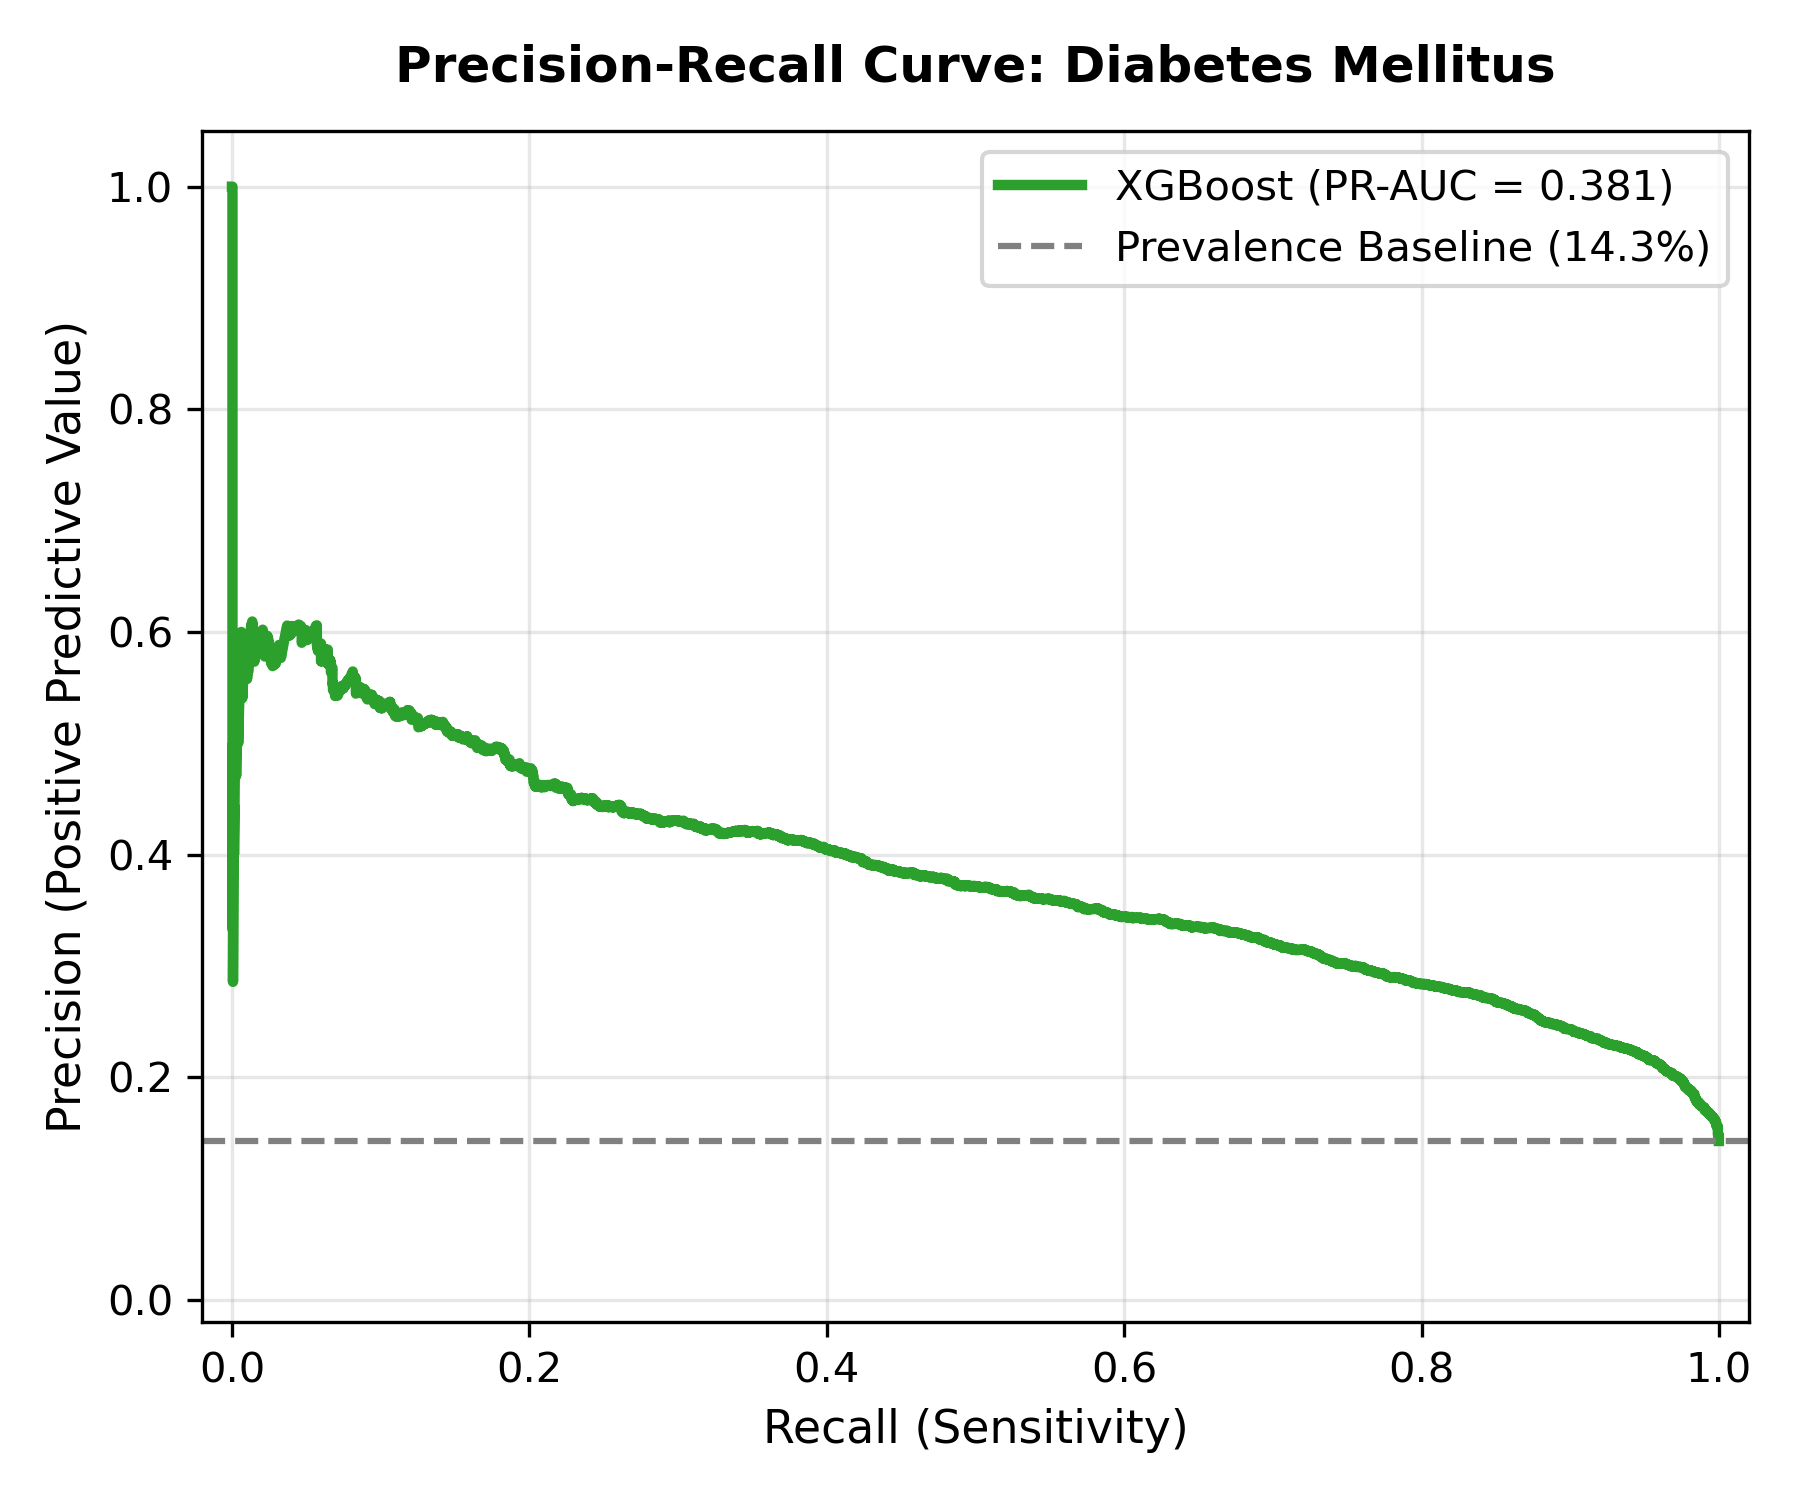 Precision-Recall Curve: Diabetes Mellitus
XGBoost (PR-AUC = 0.381)
Prevalence Baseline (14.3%)
Precision (Positive Predictive Value)
1.0
0.8
0.6
0.4
0.2
0.0
0.0 0.2 0.4 0.6 0.8 1.0
Recall (Sensitivity)